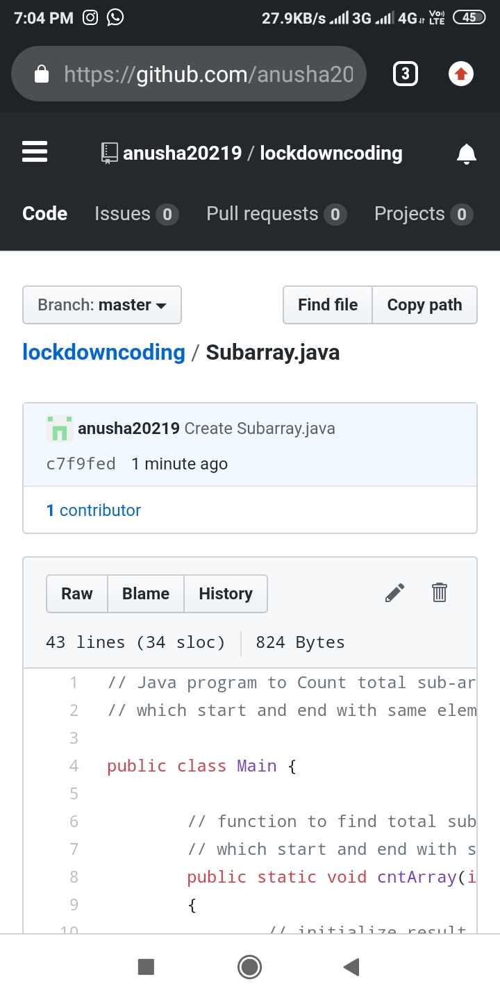 7:04 PM 27.9KB/s 3G 4G Vo)) LTE 45
https://github.com/anusha20 3
anusha20219 / lockdowncoding
Code Issues 0 Pull requests 0 Projects 0
Branch: master Find file Copy path
lockdowncoding / Subarray.java
anusha20219 Create Subarray.java
c7f9fed 1 minute ago
1 contributor
Raw Blame History
43 lines (34 sloc) 824 Bytes
1 // Java program to Count total sub-ar
2 // which start and end with same elem
3
4 public class Main {
5
6 // function to find total sub
7 // which start and end with s
8 public static void cntArray(i
9 {
10 // initialize result